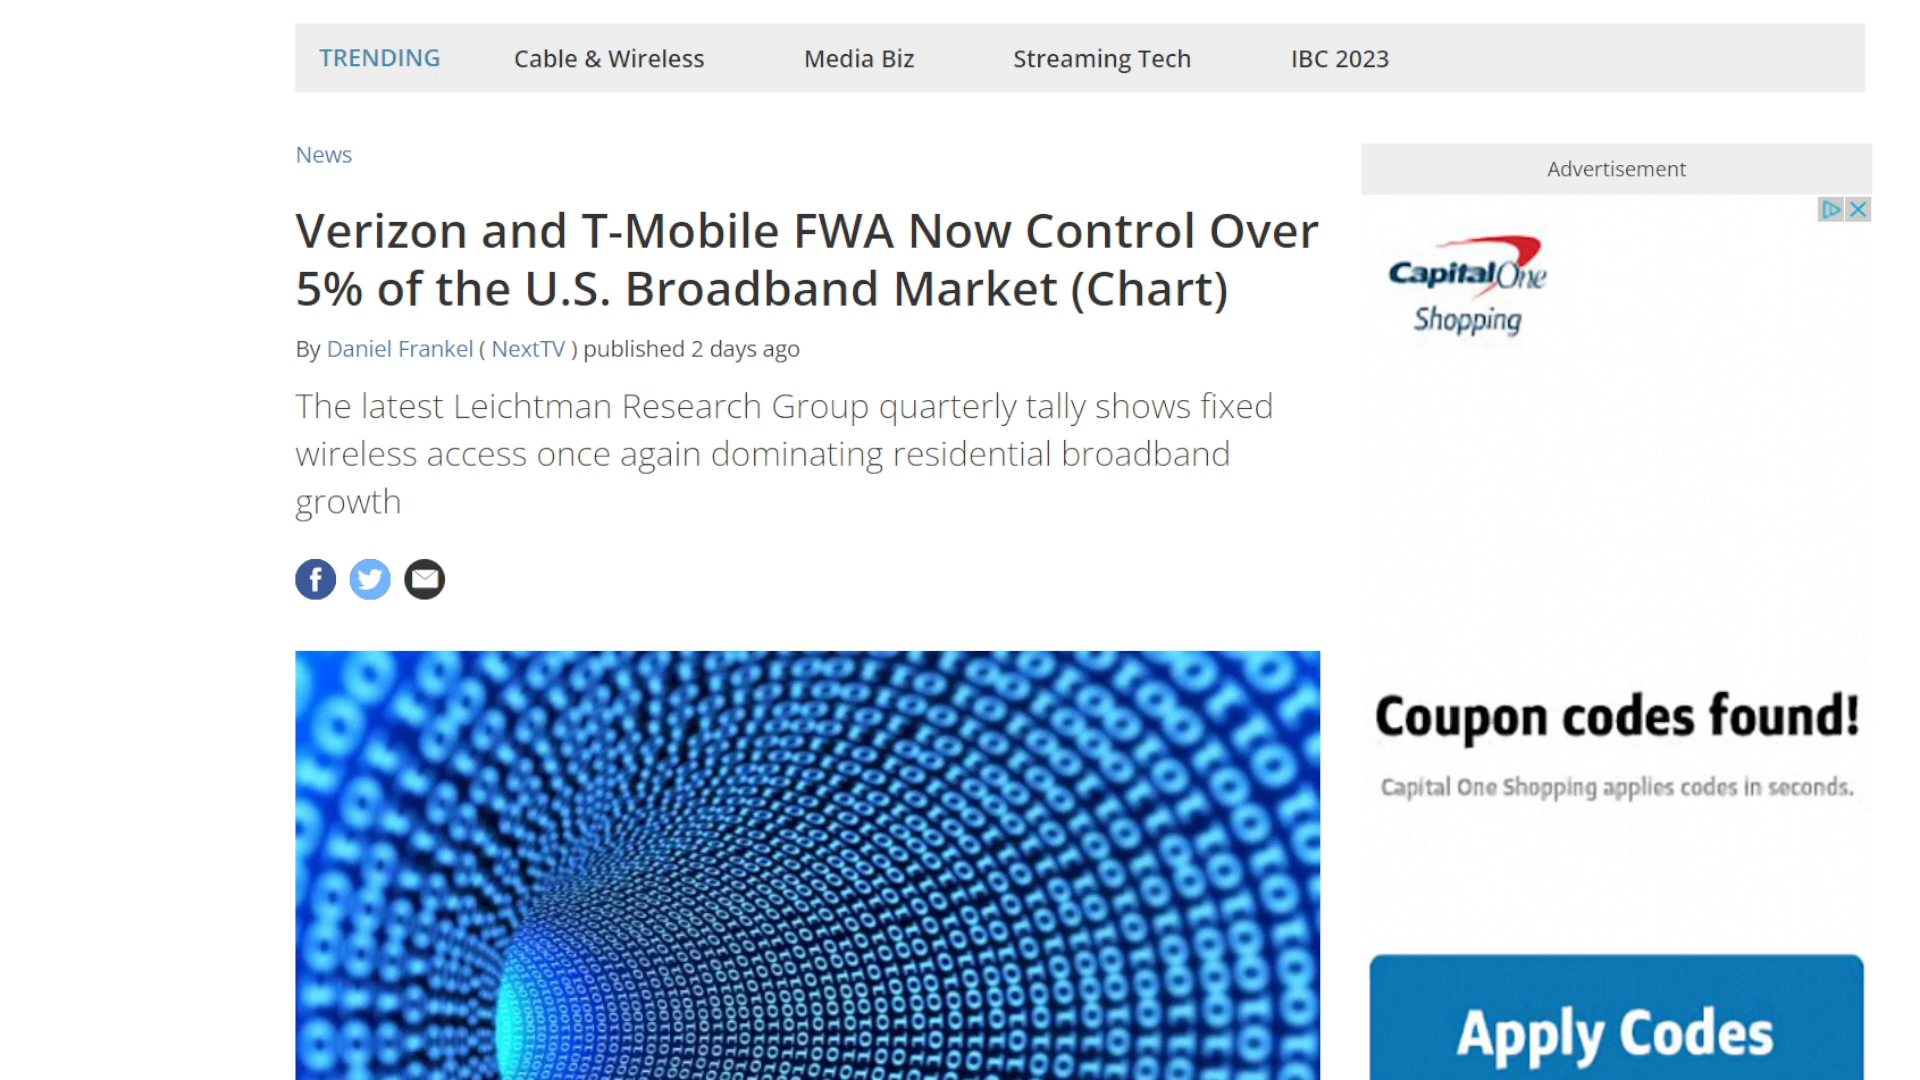 TRENDING Cable & Wireless Media Biz Streaming Tech IBC 2023
News
Verizon and T-Mobile FWA Now Control Over
5% of the U.S. Broadband Market (Chart)
By Daniel Frankel ( NextTV ) published 2 days ago
The latest Leichtman Research Group quarterly tally shows fixed
wireless access once again dominating residential broadband
growth
Advertisement
CapitalOne
Shopping
Coupon codes found!
Capital One Shopping applies codes in seconds.
Apply Codes